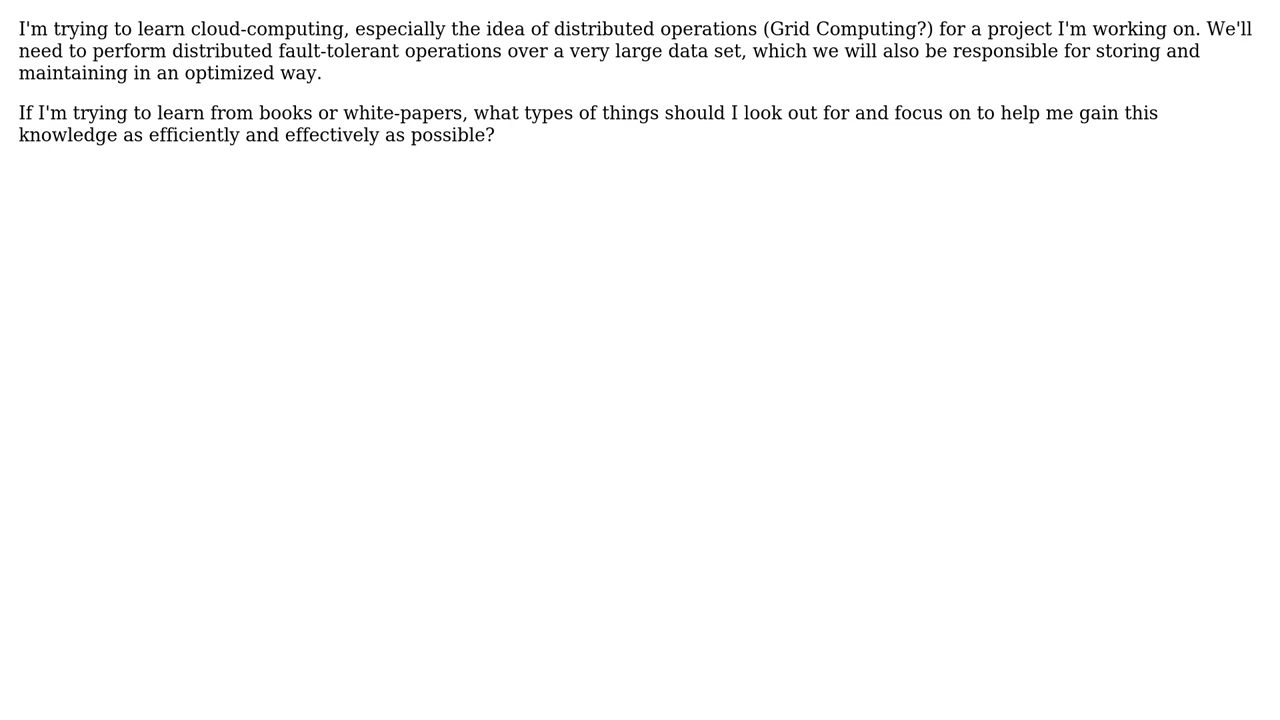 I'm trying to learn cloud-computing, especially the idea of distributed operations (Grid Computing?) for a project I'm working on. We'll
need to perform distributed fault-tolerant operations over a very large data set, which we will also be responsible for storing and
maintaining in an optimized way.
If I'm trying to learn from books or white-papers, what types of things should I look out for and focus on to help me gain this
knowledge as efficiently and effectively as possible?